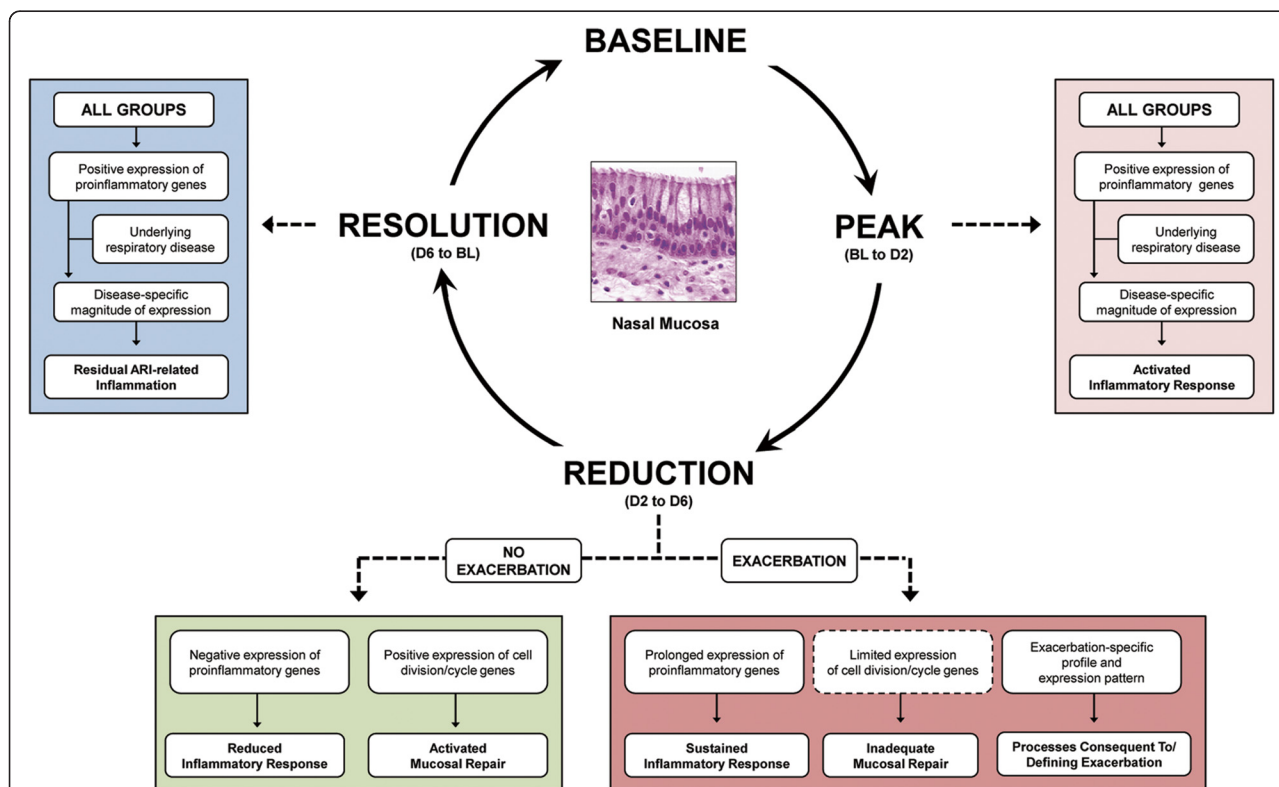 BASELINE
ALL GROUPS
Positive expression of
proinflammatory genes
Underlying
respiratory disease
Disease-specific
magnitude of expression
Residual ARI-related
Inflammation
RESOLUTION
(D6 to BL)
Nasal Mucosa
PEAK
(BL to D2)
ALL GROUPS
Positive expression of
proinflammatory genes
Underlying
respiratory disease
Disease-specific
magnitude of expression
Activated
Inflammatory Response
REDUCTION
(D2 to D6)
NO
EXACERBATION
EXACERBATION
Negative expression of
proinflammatory genes
Reduced
Inflammatory Response
Positive expression of cell
division/cycle genes
Activated
Mucosal Repair
Prolonged expression of
proinflammatory genes
Sustained
Inflammatory Response
Limited expression
of cell division/cycle genes
Inadequate
Mucosal Repair
Exacerbation-specific
profile and
expression pattern
Processes Consequent To/
Defining Exacerbation